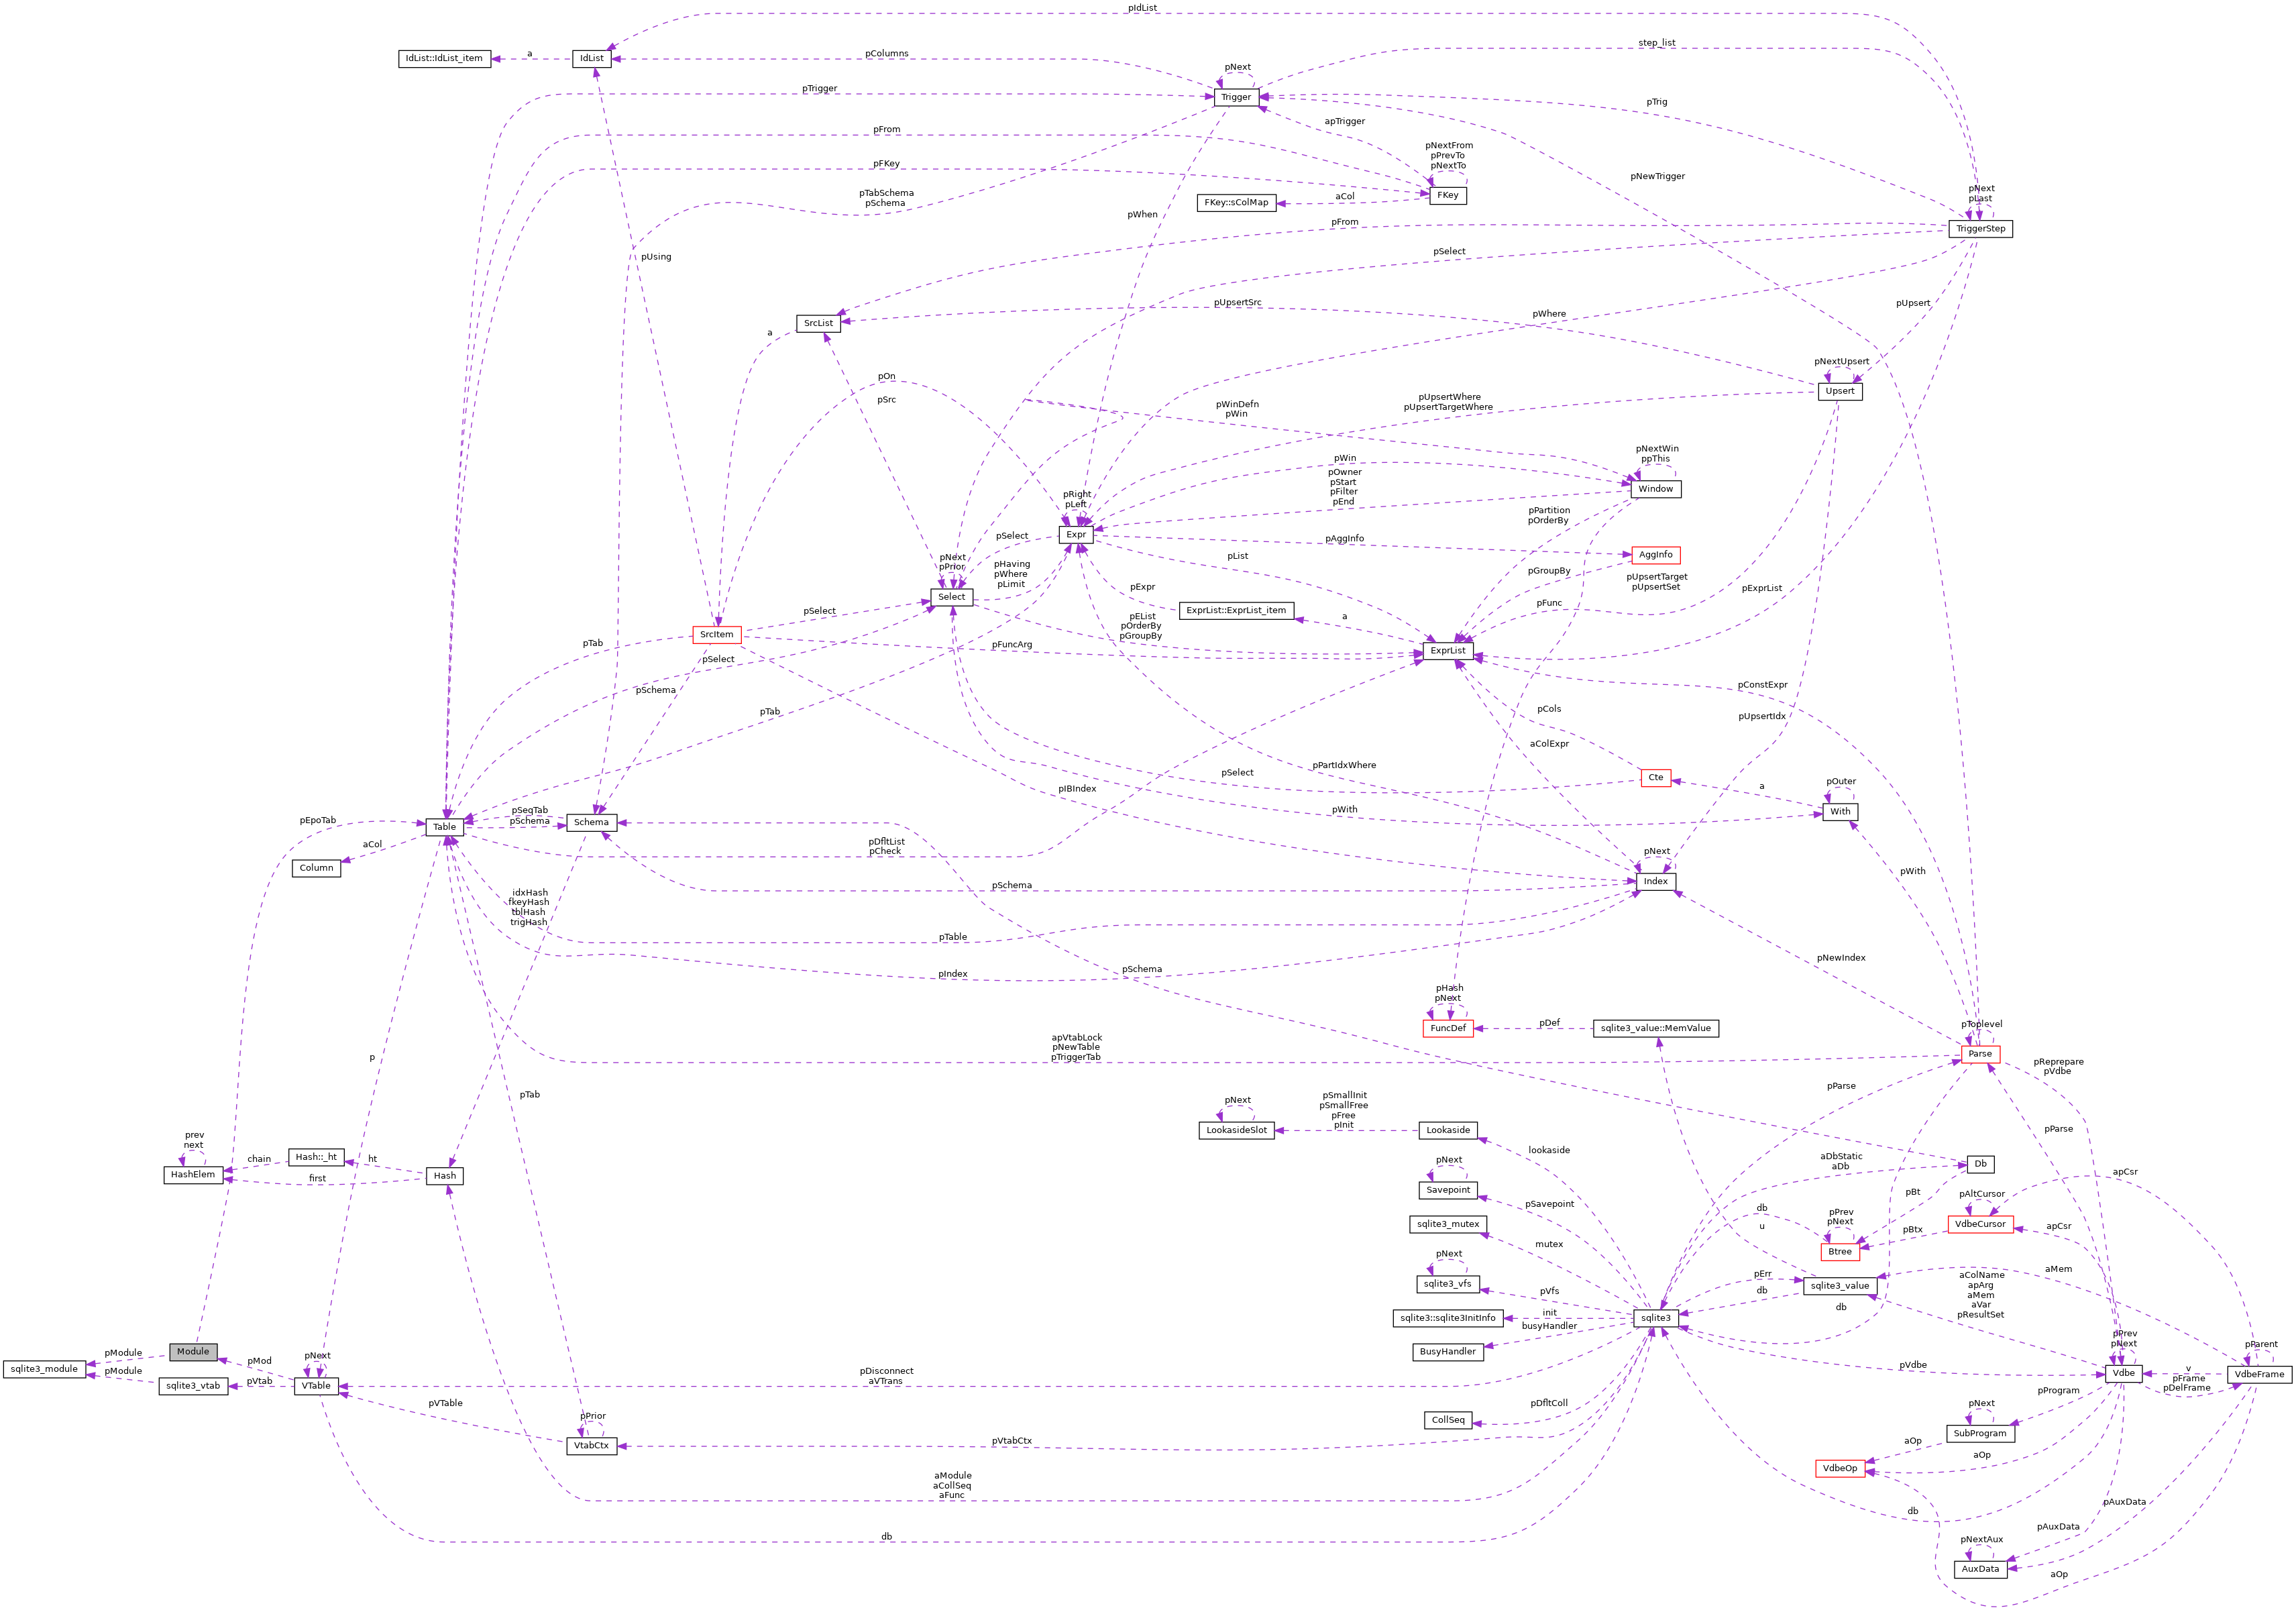 pIdList
step_list
IdList::IdList_item
a
IdList
pColumns
pNext
Trigger
pTrigger
pTrig
apTrigger
pFrom
pNextFrom
pPrevTo
pNextTo
FKey
pFKey
pNewTrigger
pTabSchema
pSchema
FKey::sColMap
aCol
pNext
pLast
TriggerStep
pWhen
pFrom
pUsing
pSelect
pUpsertSrc
pUpsert
pWhere
SrcList
a
pOn
pSrc
pNextUpsert
Upsert
pWinDefn
pWin
pUpsertWhere
pUpsertTargetWhere
pNextWin
ppThis
Window
pWin
pOwner
pStart
pFilter
pEnd
pRight
pLeft
Expr
pPartition
pOrderBy
pSelect
pAggInfo
AggInfo
pNext
pPrior
Select
pHaving
pWhere
pLimit
pList
pGroupBy
pUpsertTarget
pUpsertSet
pExprList
pExpr
ExprList::ExprList_item
a
pFunc
pSelect
SrcItem
pEList
pOrderBy
pGroupBy
pTab
pFuncArg
ExprList
pSelect
pSchema
pConstExpr
pTab
pCols
pUpsertIdx
aColExpr
pPartIdxWhere
pSelect
Cte
pOuter
a
With
pIBIndex
pWith
pEpoTab
Table
pSeqTab
pSchema
Schema
aCol
Column
pDfltList
pCheck
pNext
Index
pWith
pSchema
idxHash
fkeyHash
tblHash
trigHash
pTable
pIndex
pSchema
pNewIndex
pHash
pNext
FuncDef
pDef
sqlite3_value::MemValue
pToplevel
Parse
apVtabLock
pNewTable
pTriggerTab
p
pReprepare
pVdbe
pTab
pParse
pNext
LookasideSlot
pSmallInit
pSmallFree
pFree
pInit
Lookaside
lookaside
pParse
prev
next
HashElem
chain
Hash::_ht
ht
first
Hash
aDbStatic
aDb
Db
pNext
Savepoint
pSavepoint
pBt
apCsr
pAltCursor
VdbeCursor
sqlite3_mutex
mutex
db
u
pPrev
pNext
Btree
pBtx
apCsr
pNext
sqlite3_vfs
pVfs
pErr
db
sqlite3_value
aMem
aColName
apArg
aMem
aVar
pResultSet
sqlite3::sqlite3InitInfo
init
busyHandler
sqlite3
db
BusyHandler
Module
pModule
sqlite3_module
pModule
pMod
sqlite3_vtab
pVtab
pNext
VTable
pDisconnect
aVTrans
pVdbe
pPrev
pNext
Vdbe
v
pFrame
pDelFrame
pParent
VdbeFrame
pVTable
pDfltColl
CollSeq
pProgram
pNext
SubProgram
pPrior
VtabCtx
pVtabCtx
aOp
aOp
VdbeOp
aModule
aCollSeq
aFunc
pAuxData
db
pAuxData
db
pNextAux
AuxData
aOp